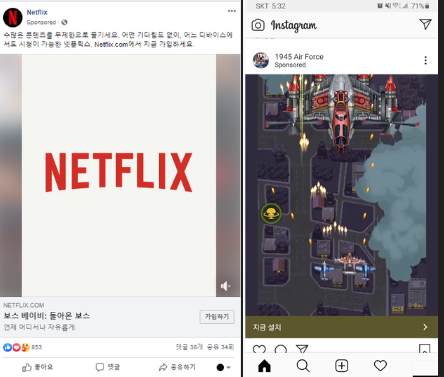 Netflix
Sponsored
수많은 콘텐츠를 무제한으로 즐기세요. 어떤 기다림도 없이, 어느 디바이스에
서도 시청이 가능한 넷플릭스. Netflix.com에서 지금 가입하세요.
NETFLIX
NETFLIX.COM
보스 베이비: 돌아온 보스
언제 어디서나 자유롭게.
가입하기
853
댓글 38개 공유 34회
좋아요
댓글
공유하기
SKT 5:32
71%
Instagram
1945 Air Force
Sponsored
지금 설치